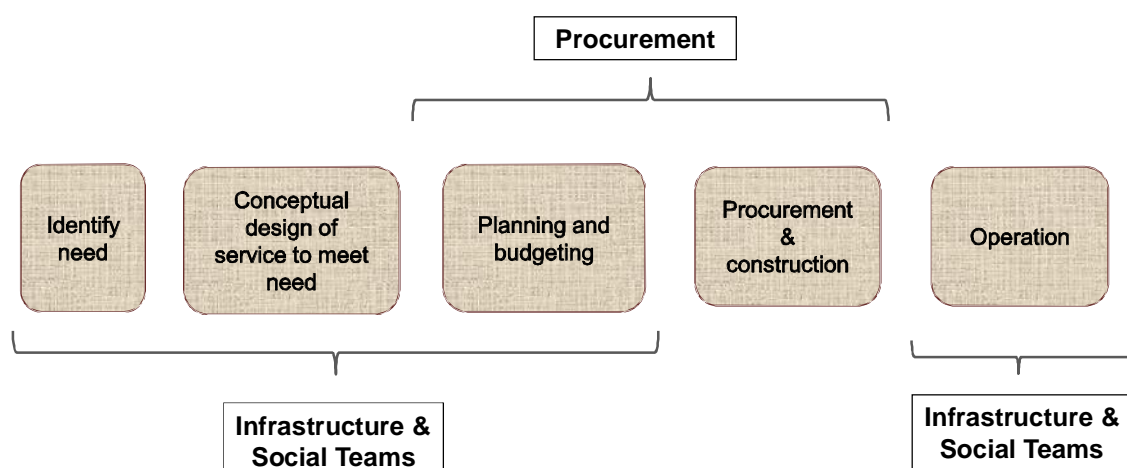 Procurement
Identify
need
Conceptual
design of
service to meet
need
Planning and
budgeting
Procurement
&
construction
Operation
Infrastructure &
Social Teams
Infrastructure &
Social Teams